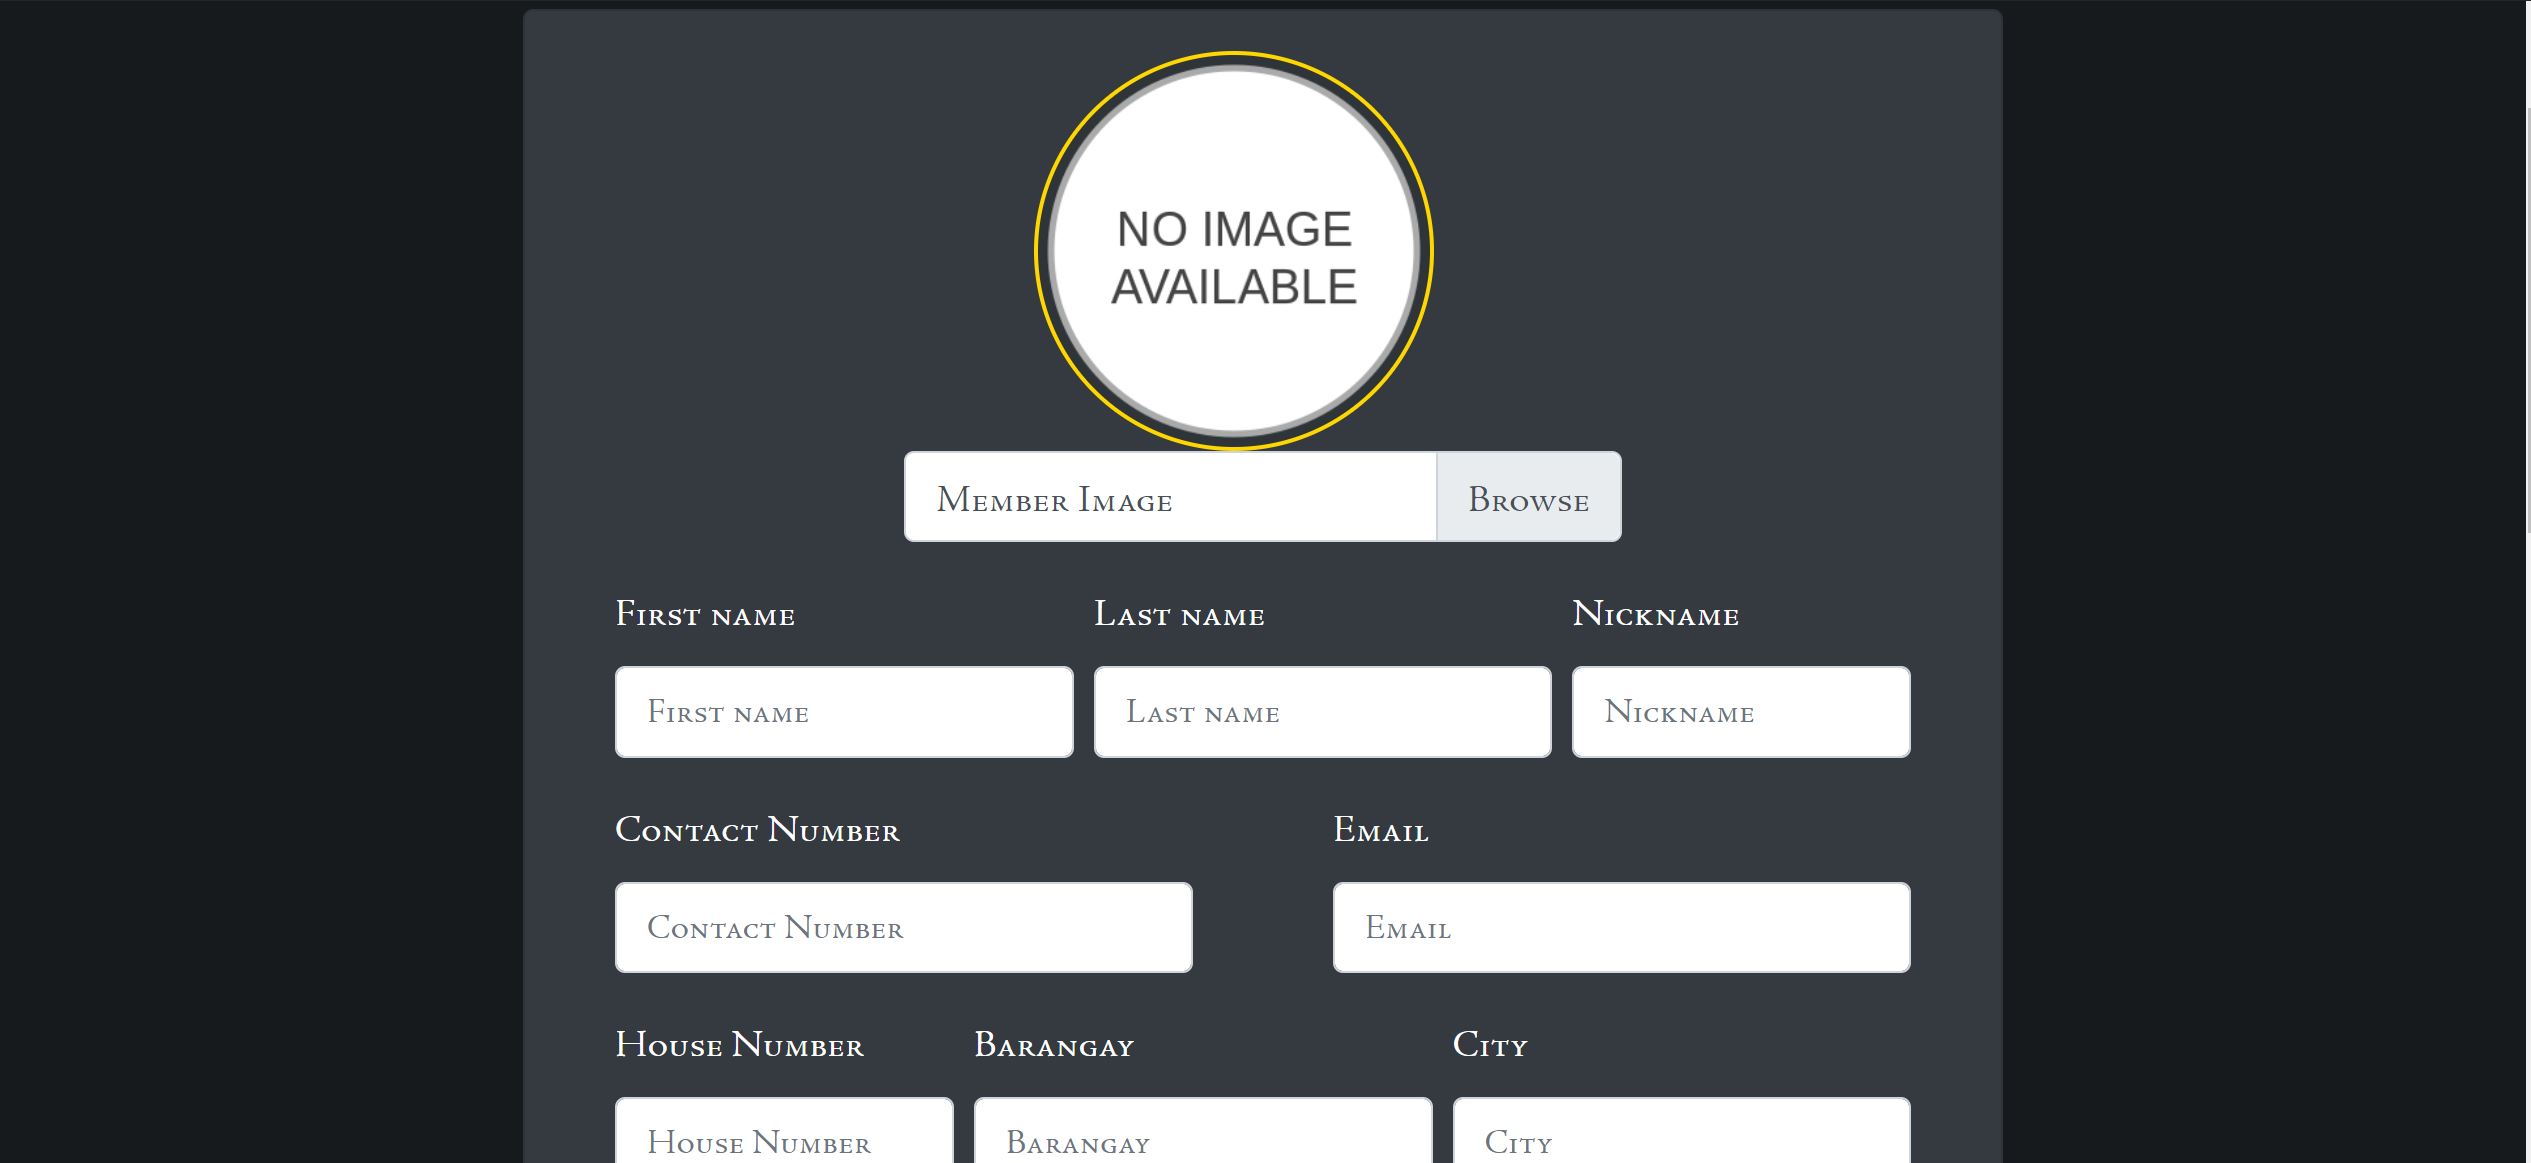 NO IMAGE
AVAILABLE
Member Image Browse
First name Last name Nickname
First name Last name Nickname
Contact Number Email
Contact Number Email
House Number Barangay City
House Number Barangay City